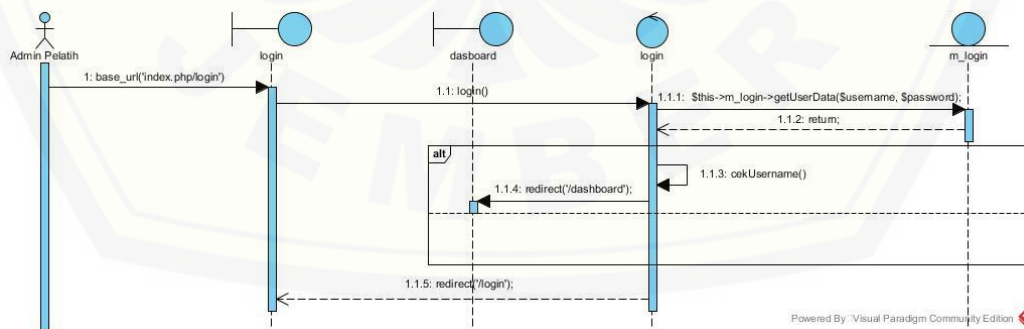 Admin Pelatih
login
dasboard
login
m_login
1: base_url('index.php/login')
1.1: login()
1.1.1: $this->m_login->getUserData($username, $password);
1.1.2: return;
alt
1.1.3: cekUsername()
1.1.4: redirect('/dashboard');
1.1.5: redirect('/login');
Powered By Visual Paradigm Community Edition
JEMBER